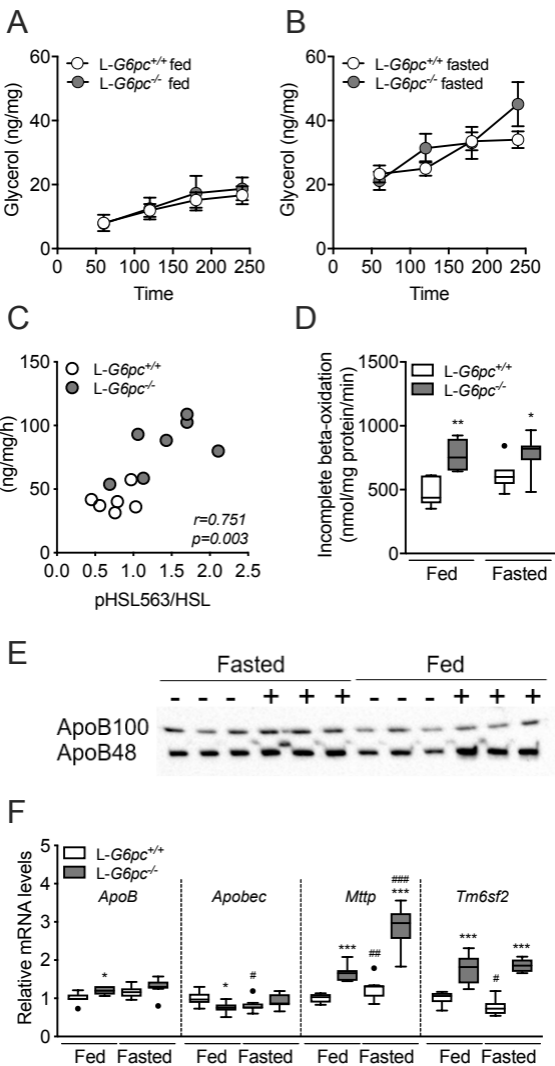 A
60
40
20
0
Glycerol (ng/mg)
L-G6pc+/+ fed
L-G6pc-/- fed
0 50 100 150 200 250
Time
B
60
40
20
0
Glycerol (ng/mg)
L-G6pc+/+ fasted
L-G6pc-/- fasted
0 50 100 150 200 250
Time
C
150
100
50
0
(ng/mg/h)
L-G6pc+/+
L-G6pc-/-
r=0.751
p=0.003
0.0 0.5 1.0 1.5 2.0 2.5
pHSL563/HSL
D
1500
1000
500
0
Incomplete beta-oxidation
(nmol/mg protein/min)
L-G6pc+/+
L-G6pc-/-
** *
Fed Fasted
E
Fasted Fed
- - - + + + - - - + + +
ApoB100
ApoB48
F
5
4
3
2
1
0
Relative mRNA levels
L-G6pc+/+
L-G6pc-/-
ApoB Apobec Mttp Tm6sf2
* * # *** ## ### *** *** # ***
Fed Fasted Fed Fasted Fed Fasted Fed Fasted